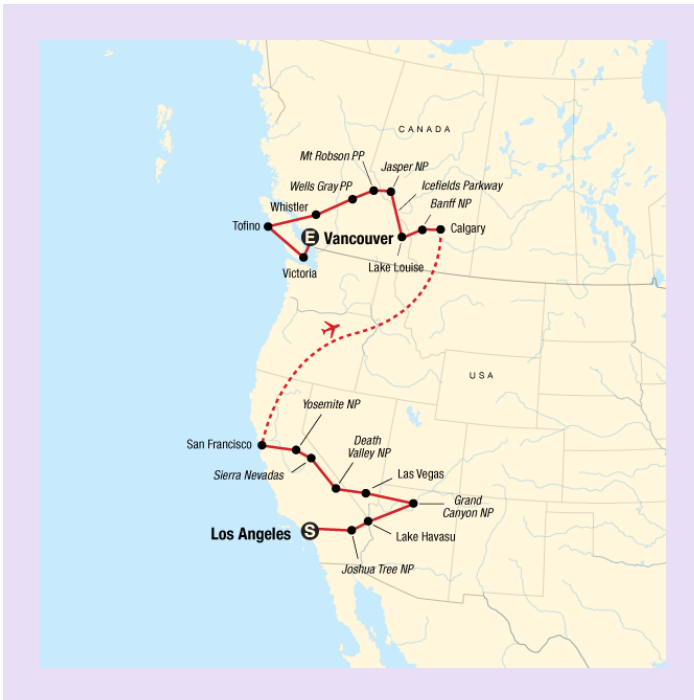 CANADA
Mt Robson PP
Jasper NP
Wells Gray PP
Icefields Parkway
Whistler
Banff NP
Tofino
E Vancouver
Calgary
Lake Louise
Victoria
USA
Yosemite NP
San Francisco
Death
Valley NP
Sierra Nevadas
Las Vegas
Grand
Canyon NP
Los Angeles S
Lake Havasu
Joshua Tree NP